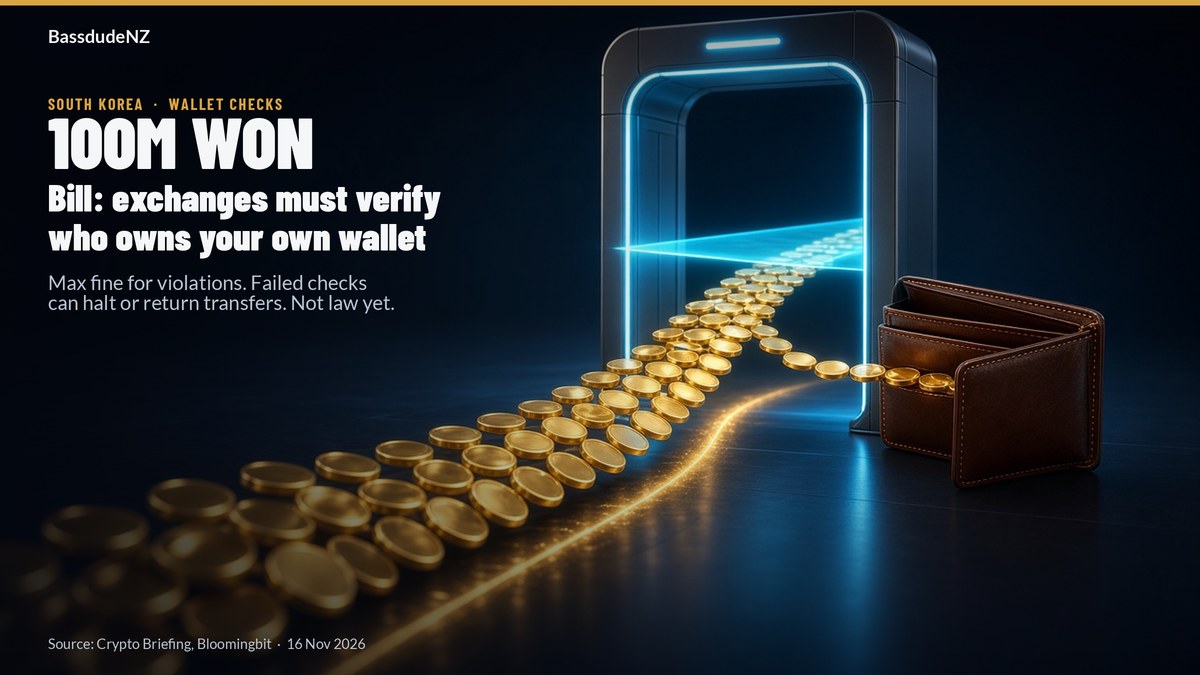 BassdudeNZ
SOUTH KOREA · WALLET CHECKS
100M WON
Bill: exchanges must verify
who owns your own wallet
Max fine for violations. Failed checks
can halt or return transfers. Not law yet.
Source: Crypto Briefing, Bloomingbit · 16 Nov 2026